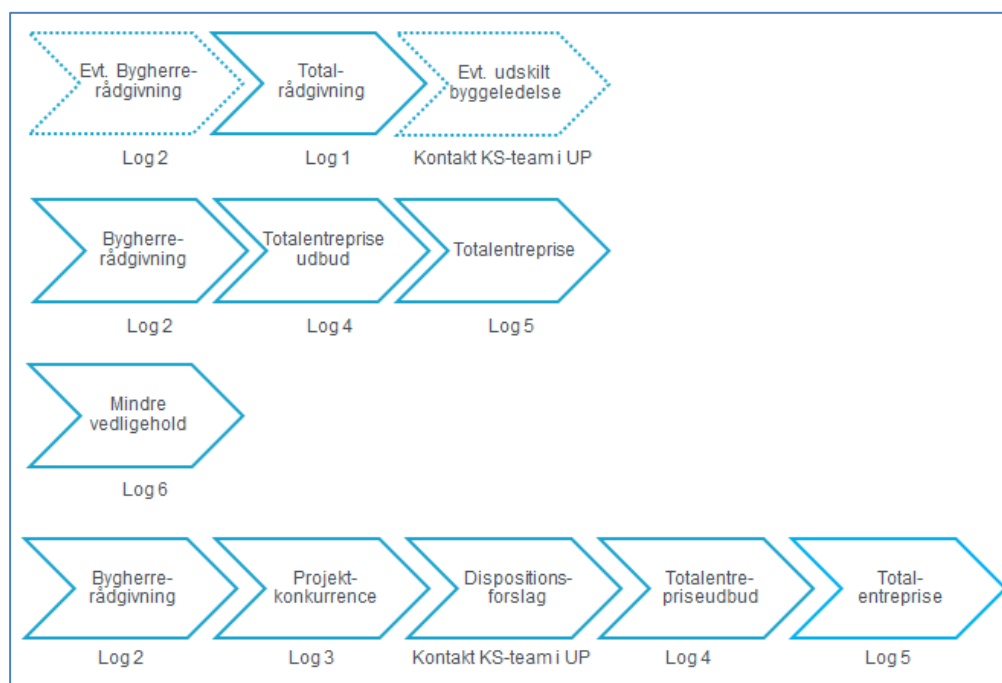 Evt. Bygherre-
rådgivning
Total-
rådgivning
Evt. udskilt
byggeledelse
Log 2
Log 1
Kontakt KS-team i UP
Bygherre-
rådgivning
Totalentreprise
udbud
Totalentreprise
Log 2
Log 4
Log 5
Mindre
vedligehold
Log 6
Bygherre-
rådgivning
Projekt-
konkurrence
Dispositions-
forslag
Totalentre-
priseudbud
Total-
entreprise
Log 2
Log 3
Kontakt KS-team i UP
Log 4
Log 5